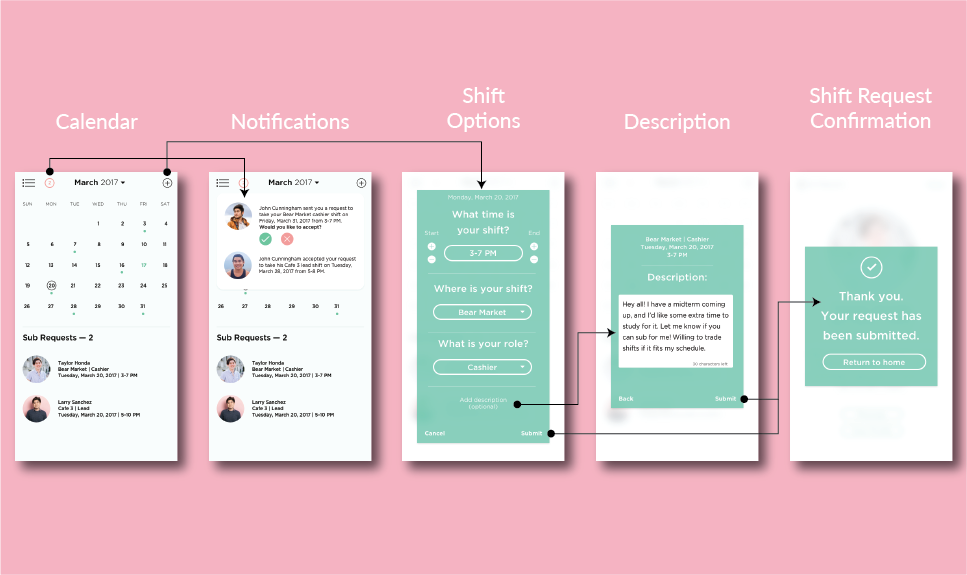 Calendar
Notifications
Shift
Options
Description
Shift Request
Confirmation
March 2017
SUN MON TUE WED THU FRI SAT
1 2 3 4
5 6 7 8 9 10 11
12 13 14 15 16 17 18
19 20 21 22 23 24 25
26 27 28 29 30 31
Sub Requests — 2
Taylor Honda
Bear Market | Cashier
Tuesday, March 20, 2017 | 3-7 PM
Larry Sanchez
Cafe 3 | Lead
Tuesday, March 20, 2017 | 5-10 PM
March 2017
John Cunningham sent you a request to
take your Bear Market cashier shift on
Friday, March 31, 2017 from 3-7 PM.
Would you like to accept?
John Cunningham accepted your request
to take his Cafe 3 lead shift on Tuesday,
March 28, 2017 from 5-8 PM.
26 27 28 29 30 31
Sub Requests — 2
Taylor Honda
Bear Market | Cashier
Tuesday, March 20, 2017 | 3-7 PM
Larry Sanchez
Cafe 3 | Lead
Tuesday, March 20, 2017 | 5-10 PM
Monday, March 20, 2017
What time is
your shift?
Start
End
3-7 PM
Where is your shift?
Bear Market
What is your role?
Cashier
Add description
(optional)
Cancel
Submit
Bear Market | Cashier
Tuesday, March 20, 2017
3-7 PM
Description:
Hey all! I have a midterm coming
up, and I'd like some extra time to
study for it. Let me know if you
can sub for me! Willing to trade
shifts if it fits my schedule.
30 characters left
Back
Submit
Thank you.
Your request has
been submitted.
Return to home